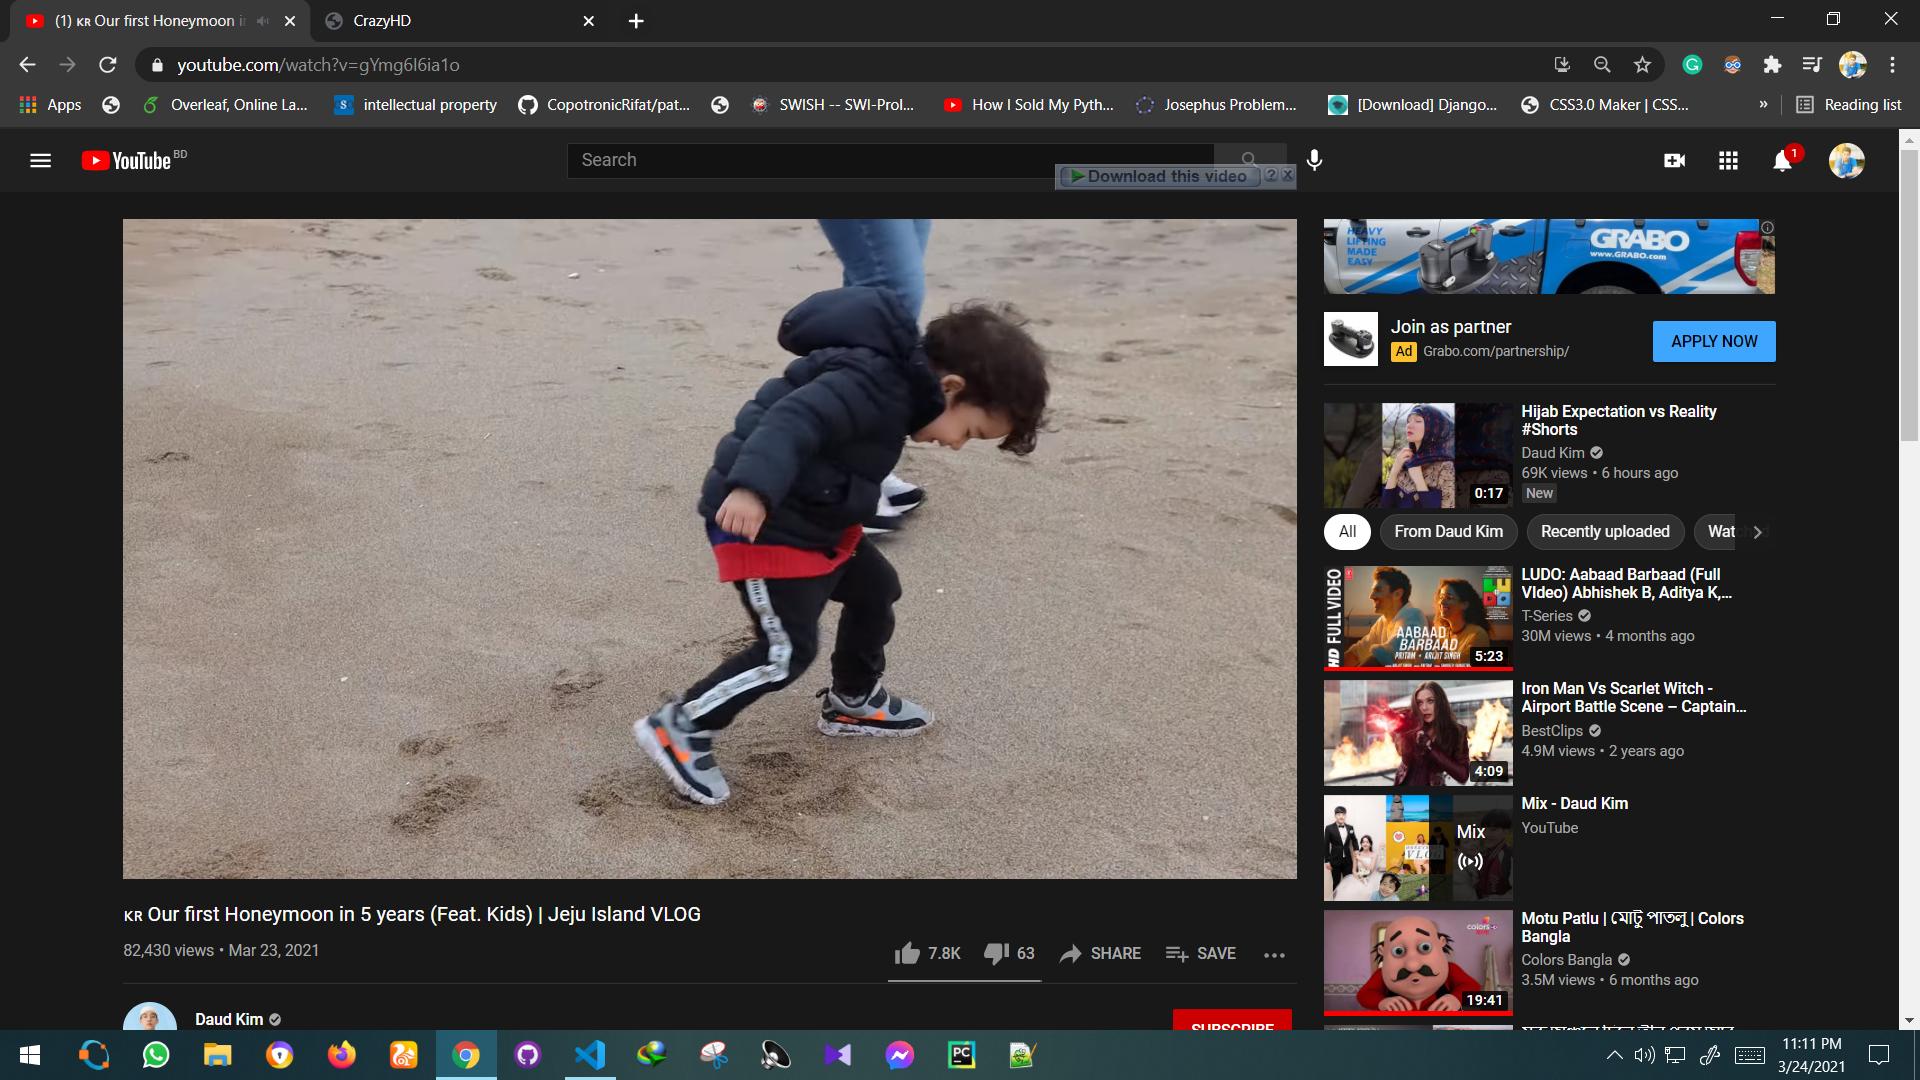 (1) ᴋʀ Our first Honeymoon i
CrazyHD
youtube.com/watch?v=gYmg6I6ia1o
Apps
Overleaf, Online La...
intellectual property
CopotronicRifat/pat...
SWISH -- SWI-Prol...
How I Sold My Pyth...
Josephus Problem...
[Download] Django...
CSS3.0 Maker | CSS...
»
Reading list
YouTube BD
Search
Download this video
1
HEAVY
LIFTING
MADE
EASY
GRABO
www.GRABO.com
Join as partner
Ad Grabo.com/partnership/
APPLY NOW
Hijab Expectation vs Reality
#Shorts
Daud Kim
69K views • 6 hours ago
New
0:17
All
From Daud Kim
Recently uploaded
LUDO: Aabaad Barbaad (Full
VIdeo) Abhishek B, Aditya K,...
T-Series
30M views • 4 months ago
HD FULL VIDEO
AABAAD
BARBAAD
PRITAM • ARIJIT SINGH
5:23
Iron Man Vs Scarlet Witch -
Airport Battle Scene – Captain...
BestClips
4.9M views • 2 years ago
4:09
Mix - Daud Kim
YouTube
Mix
Motu Patlu | মোটু পাতলু | Colors
Bangla
Colors Bangla
3.5M views • 6 months ago
colors
19:41
ᴋʀ Our first Honeymoon in 5 years (Feat. Kids) | Jeju Island VLOG
82,430 views • Mar 23, 2021
7.8K
63
SHARE
SAVE
Daud Kim
SUBSCRIBE
PC
11:11 PM
3/24/2021